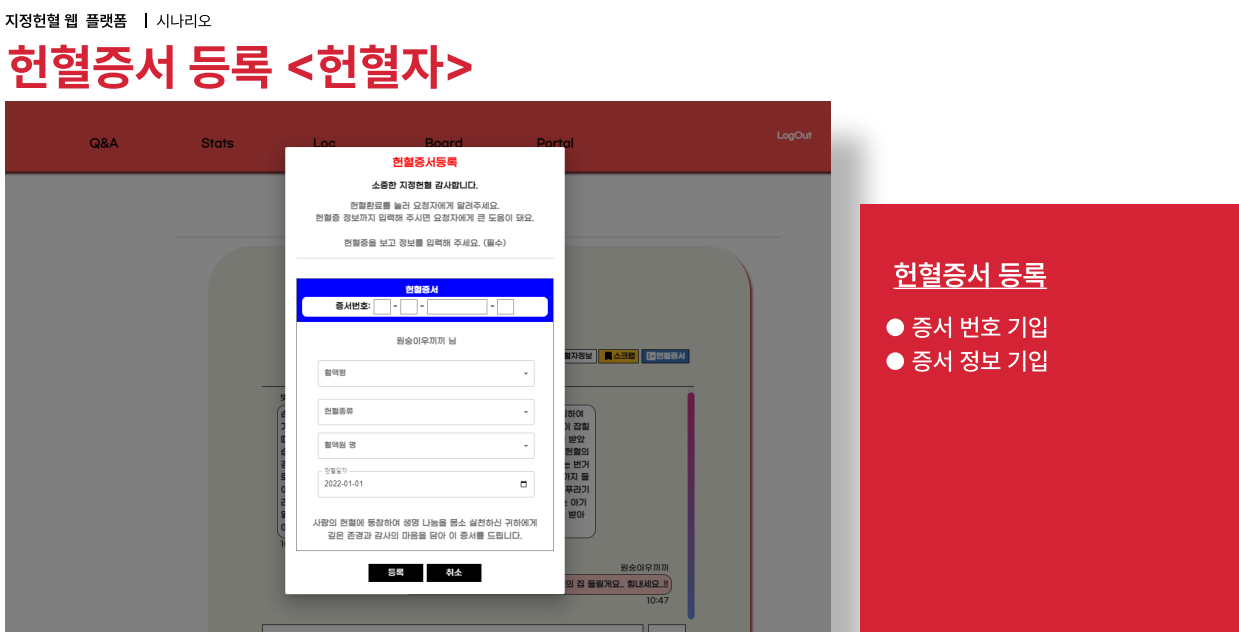 지정헌혈 웹 플랫폼 | 시나리오
헌혈증서 등록 <헌혈자>
Q&A Stats Loc Board Portal LogOut
헌혈증서등록
소중한 지정헌혈 감사합니다.
헌혈완료를 눌러 요청자에게 알려주세요.
헌혈증 정보까지 입력해 주시면 요청자에게 큰 도움이 돼요.
헌혈증을 보고 정보를 입력해 주세요. (필수)
헌혈증서
증서번호: - - -
원숭이우끼끼 님
혈자정보 스크랩 헌혈증서
혈액형
헌혈종류
혈액원 명
헌혈일자
2022-01-01
하여
이 잡힐
받았
헌혈의
는 번거
까지 들
푸라기
는 아기
받아
사랑의 헌혈에 동참하여 생명 나눔을 몸소 실천하신 귀하에게
깊은 존경과 감사의 마음을 담아 이 증서를 드립니다.
등록 취소
원숭이우끼끼
의 집 들릴게요.. 힘내세요..!!
10:47
헌혈증서 등록
● 증서 번호 기입
● 증서 정보 기입